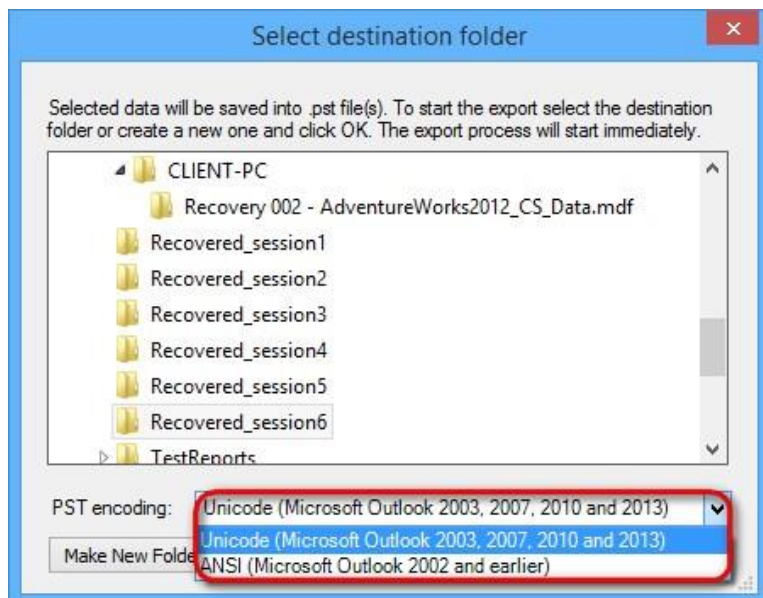 Select destination folder
Selected data will be saved into .pst file(s). To start the export select the destination
folder or create a new one and click OK. The export process will start immediately.
CLIENT-PC
Recovery 002 - AdventureWorks2012_CS_Data.mdf
Recovered_session1
Recovered_session2
Recovered_session3
Recovered_session4
Recovered_session5
Recovered_session6
TestReports
PST encoding: Unicode (Microsoft Outlook 2003, 2007, 2010 and 2013)
Unicode (Microsoft Outlook 2003, 2007, 2010 and 2013)
Make New Folde ANSI (Microsoft Outlook 2002 and earlier)